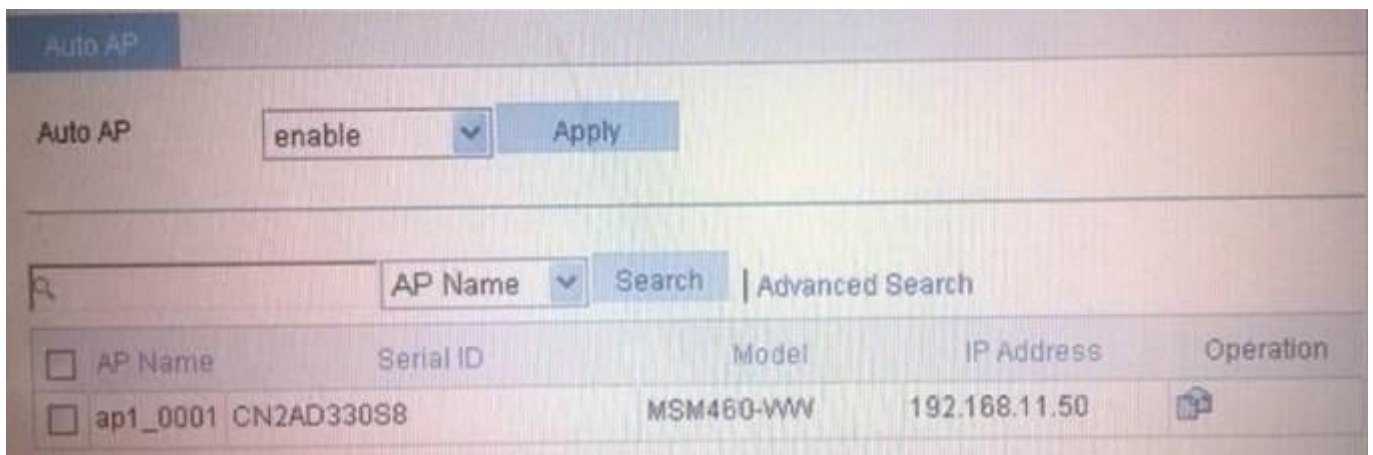 Auto AP
Auto AP enable Apply
AP Name Search | Advanced Search
AP Name Serial ID Model IP Address Operation
ap1_0001 CN2AD330S8 MSM460-WW 192.168.11.50